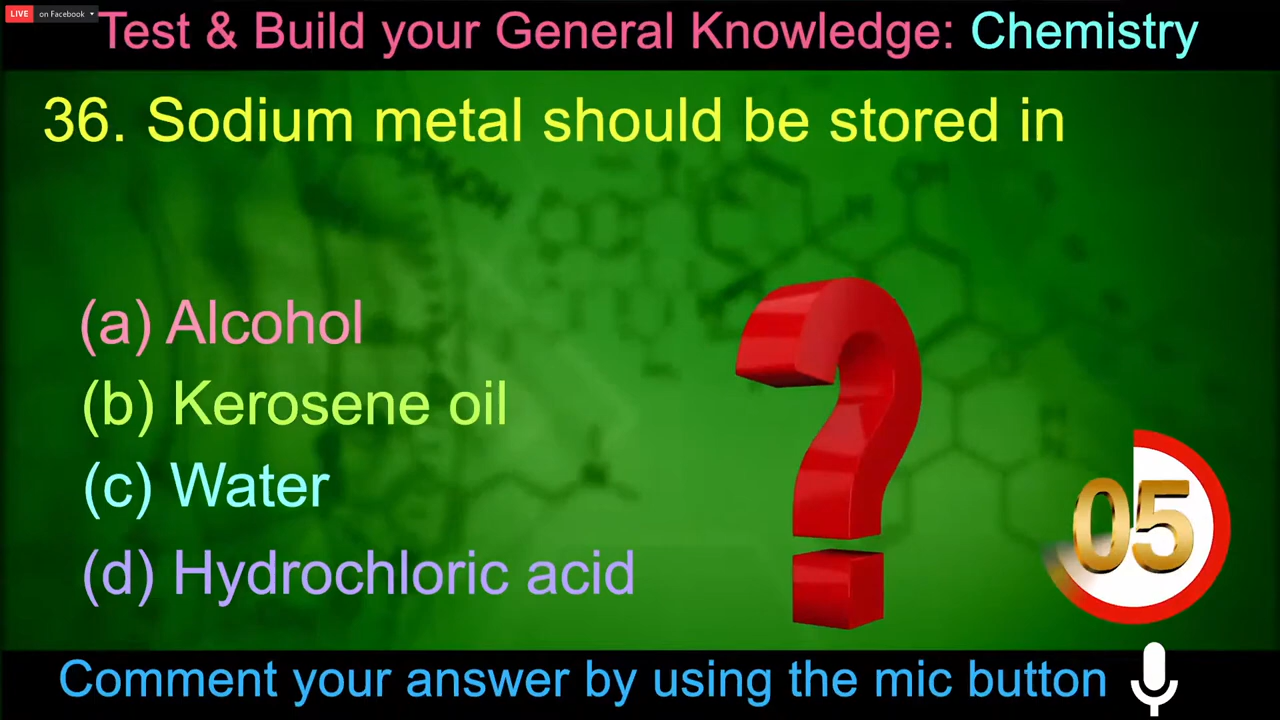 LIVE on Facebook
Test & Build your General Knowledge: Chemistry
36. Sodium metal should be stored in
(a) Alcohol
(b) Kerosene oil
(c) Water
(d) Hydrochloric acid
05
Comment your answer by using the mic button